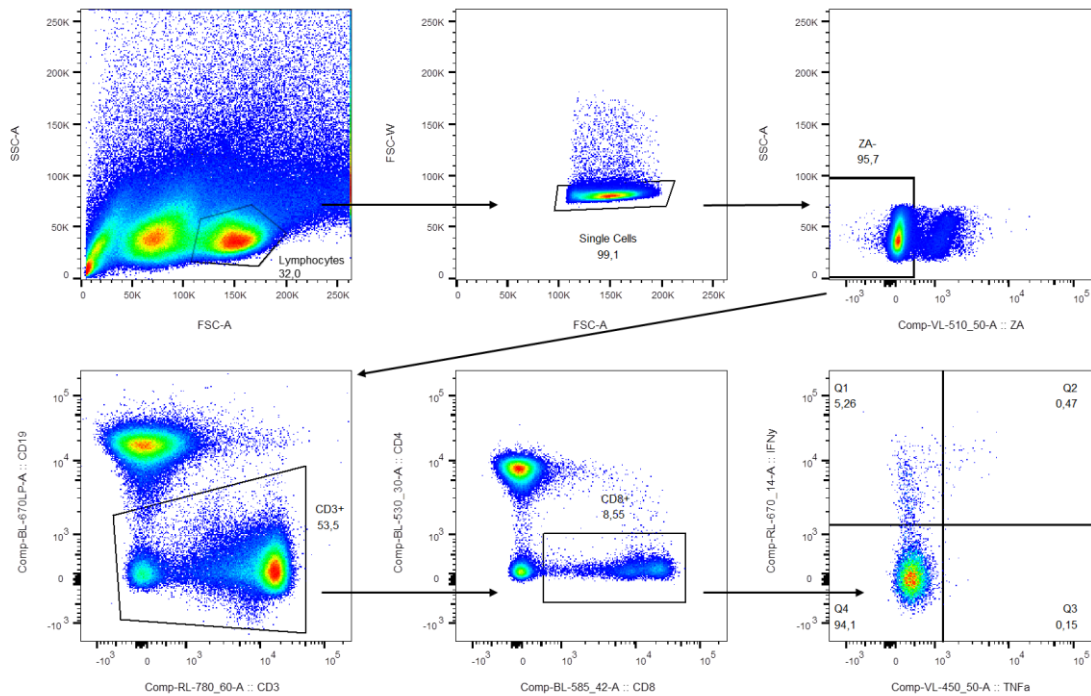 SSC-A
250K
200K
150K
100K
50K
0
Lymphocytes
32,0
0 50K 100K 150K 200K 250K
FSC-A
FSC-W
250K
200K
150K
100K
50K
0
Single Cells
99,1
0 50K 100K 150K 200K 250K
FSC-A
SSC-A
250K
200K
150K
100K
50K
0
ZA-
95,7
-10³ 0 10³ 10⁴ 10⁵
Comp-VL-510_50-A :: ZA
Comp-BL-670LP-A :: CD19
10⁵
10⁴
10³
0
-10³
CD3+
53,5
-10³ 0 10³ 10⁴ 10⁵
Comp-RL-780_60-A :: CD3
Comp-BL-530_30-A :: CD4
10⁵
10⁴
10³
0
-10³
CD8+
8,55
-10³ 0 10³ 10⁴ 10⁵
Comp-BL-585_42-A :: CD8
Comp-RL-670_14-A :: IFNy
10⁵
10⁴
10³
0
-10³
Q1
5,26
Q2
0,47
Q4
94,1
Q3
0,15
-10³ 0 10³ 10⁴ 10⁵
Comp-VL-450_50-A :: TNFa